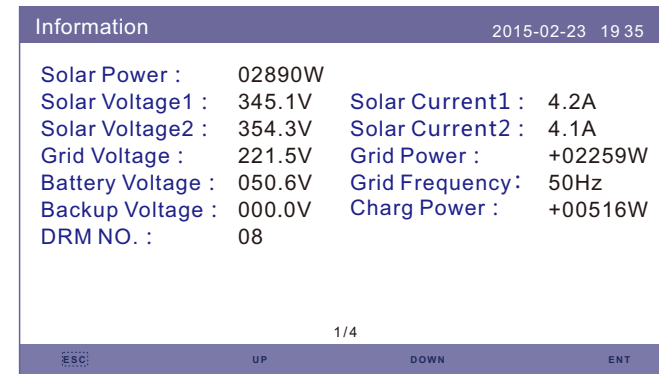 Information 2015-02-23 19 35
Solar Power : 02890W
Solar Voltage1 : 345.1V Solar Current1 : 4.2A
Solar Voltage2 : 354.3V Solar Current2 : 4.1A
Grid Voltage : 221.5V Grid Power : +02259W
Battery Voltage : 050.6V Grid Frequency: 50Hz
Backup Voltage : 000.0V Charg Power : +00516W
DRM NO. : 08
1/4
ESC UP DOWN ENT